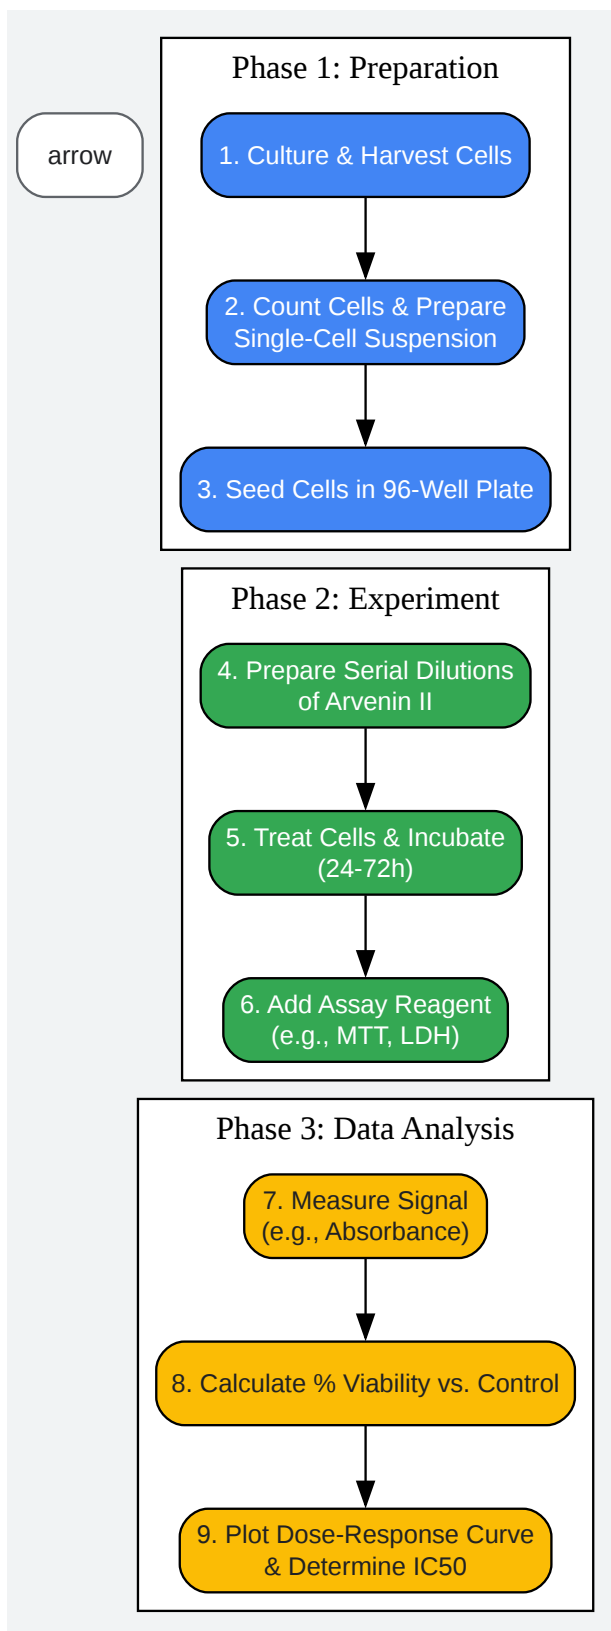 Phase 1: Preparation
arrow
1. Culture & Harvest Cells
2. Count Cells & Prepare
Single-Cell Suspension
3. Seed Cells in 96-Well Plate
Phase 2: Experiment
4. Prepare Serial Dilutions
of Arvenin II
5. Treat Cells & Incubate
(24-72h)
6. Add Assay Reagent
(e.g., MTT, LDH)
Phase 3: Data Analysis
7. Measure Signal
(e.g., Absorbance)
8. Calculate % Viability vs. Control
9. Plot Dose-Response Curve
& Determine IC50